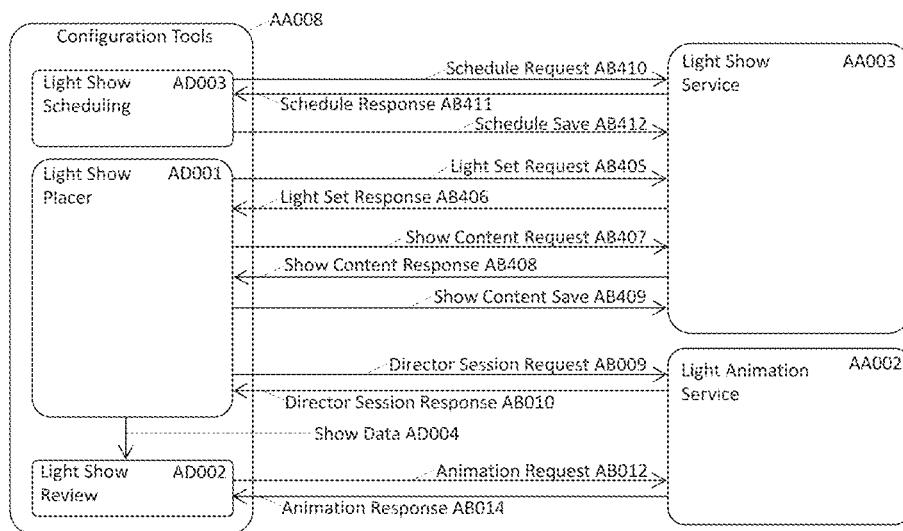 AA008
Configuration Tools
Light Show AD003
Scheduling
Schedule Request AB410
Schedule Response AB411
Schedule Save AB412
Light Show AA003
Service
Light Show AD001
Placer
Light Set Request AB405
Light Set Response AB406
Show Content Request AB407
Show Content Response AB408
Show Content Save AB409
Director Session Request AB009
Director Session Response AB010
Light Animation AA002
Service
Show Data AD004
Light Show AD002
Review
Animation Request AB012
Animation Response AB014